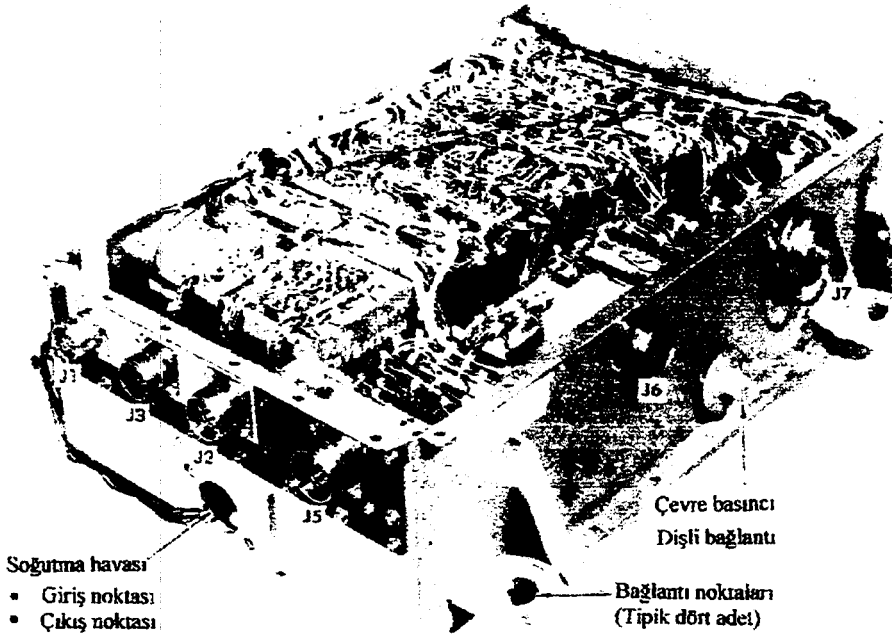 J1
J3
J2
J5
J6
J7
Çevre basıncı
Dişli bağlantı
Soğutma havası
• Giriş noktası
• Çıkış noktası
Bağlantı noktaları
(Tipik dört adet)